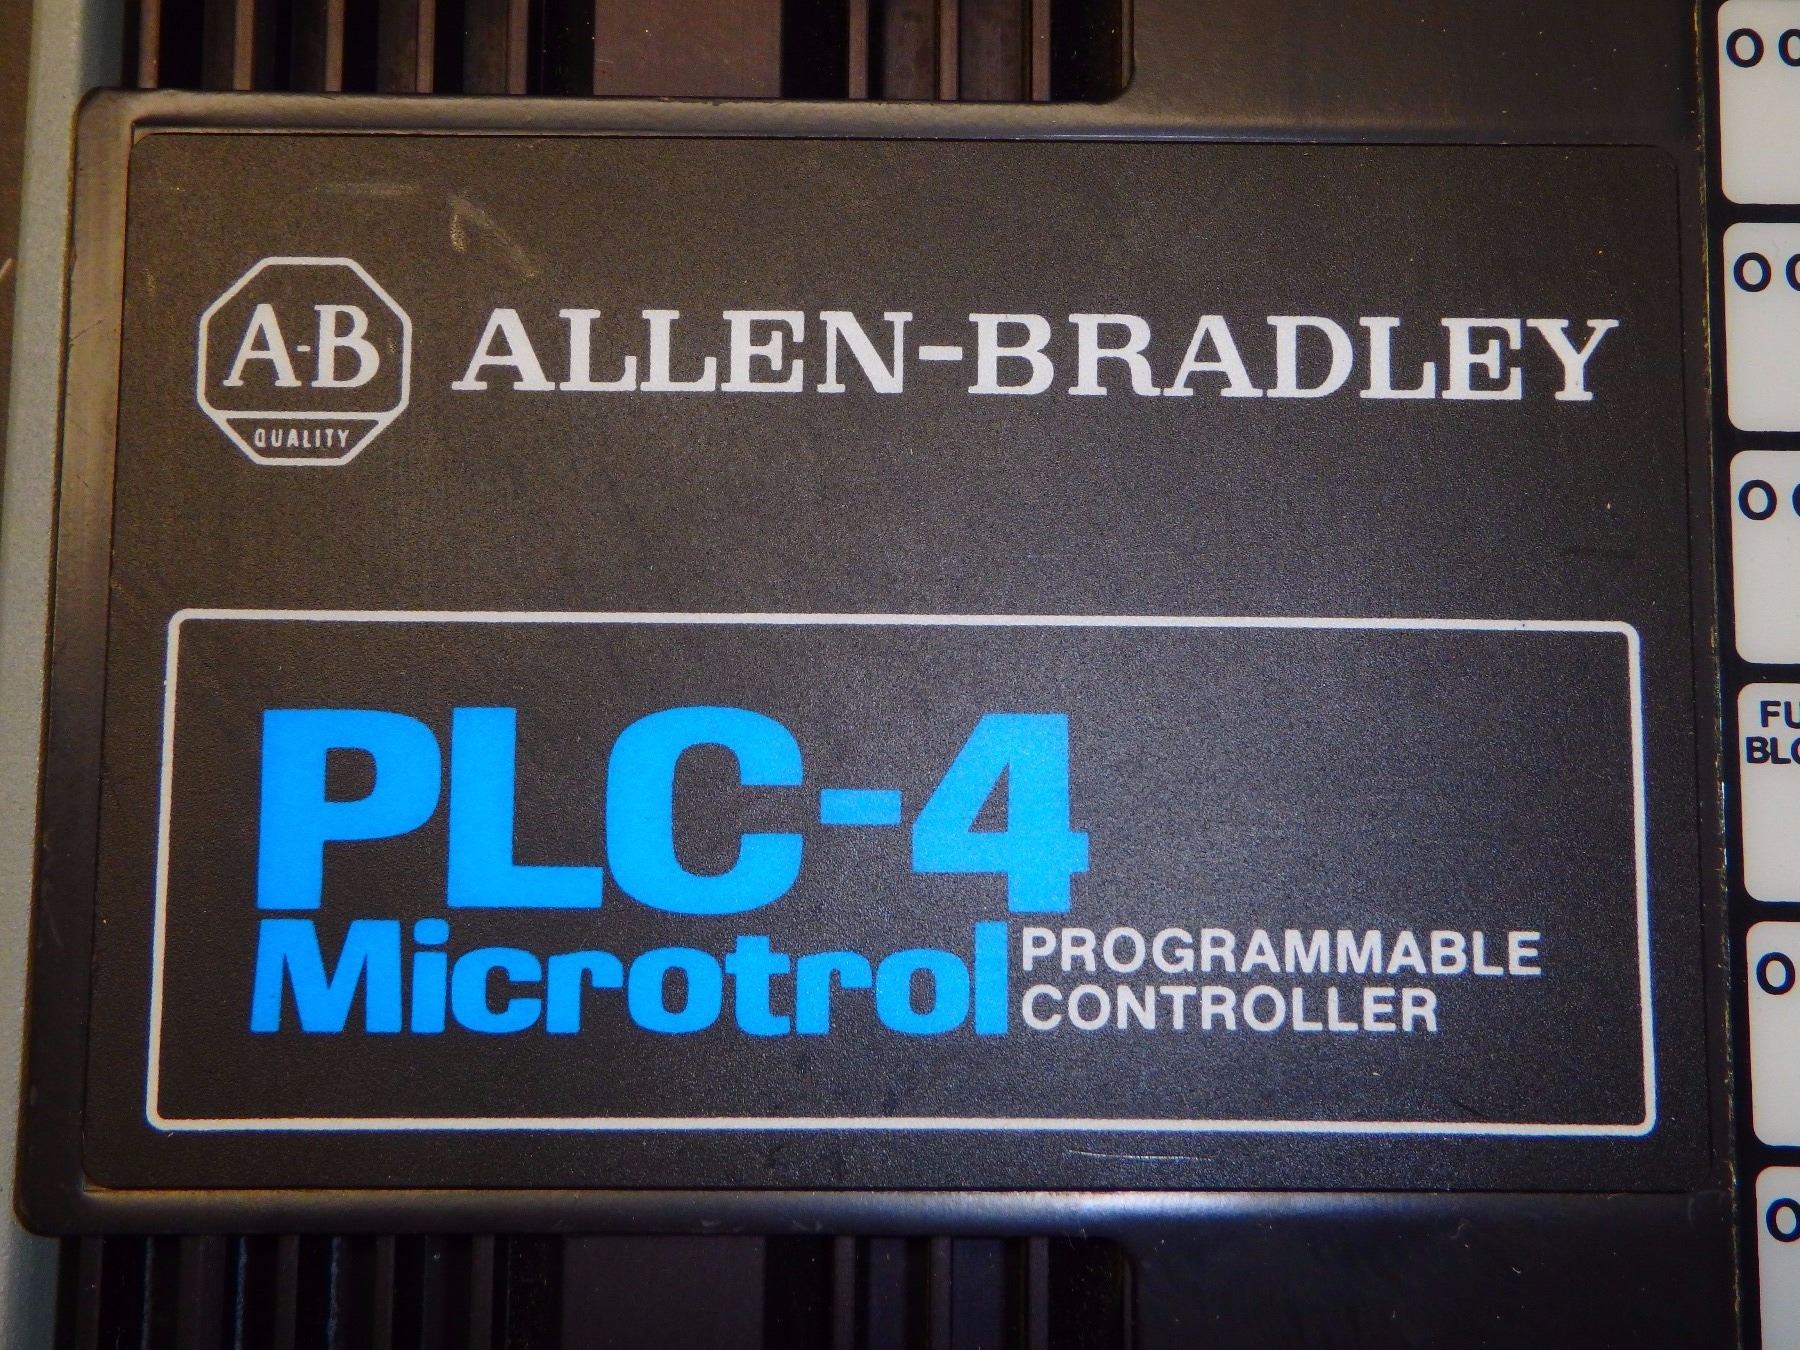 A-B
QUALITY
ALLEN-BRADLEY
PLC-4
Microtrol
PROGRAMMABLE
CONTROLLER